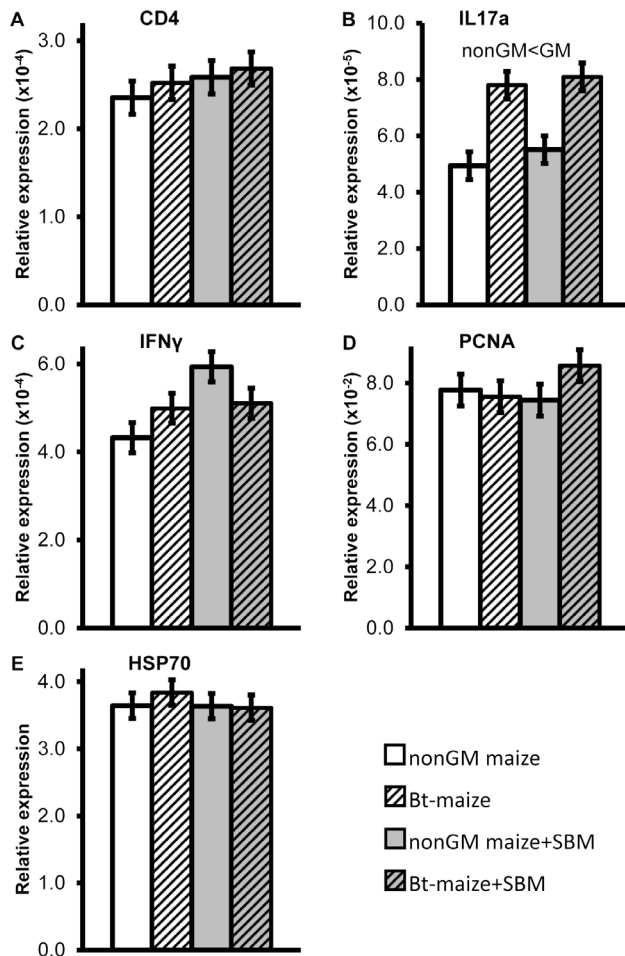 A CD4
Relative expression (x10⁻⁴)
3.0
2.0
1.0
0.0
B IL17a
nonGM<GM
Relative expression (x10⁻⁵)
10.0
8.0
6.0
4.0
2.0
0.0
C IFNγ
Relative expression (x10⁻⁴)
6.0
4.0
2.0
0.0
D PCNA
Relative expression (x10⁻²)
8.0
6.0
4.0
2.0
0.0
E HSP70
Relative expression
4.0
3.0
2.0
1.0
0.0
nonGM maize
Bt-maize
nonGM maize+SBM
Bt-maize+SBM